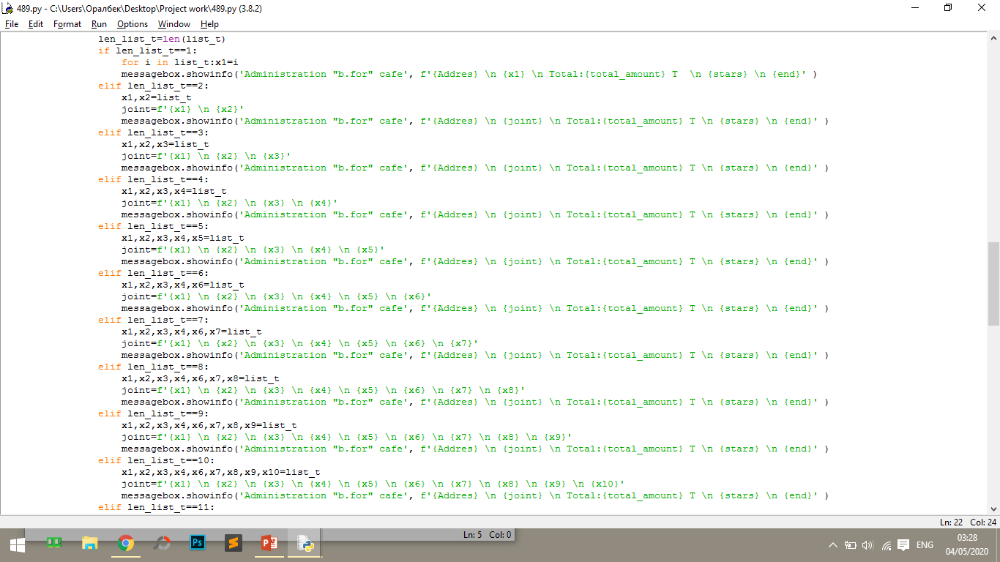 489.py - C:\Users\Оралбек\Desktop\Project work\489.py (3.8.2)
File Edit Format Run Options Window Help
len_list_t=len(list_t)
if len_list_t==1:
for i in list_t:x1=i
messagebox.showinfo('Administration "b.for" cafe', f'{Addres} \n {x1} \n Total:{total_amount} T  \n {stars} \n {end}' )
elif len_list_t==2:
x1,x2=list_t
joint=f'{x1} \n {x2}'
messagebox.showinfo('Administration "b.for" cafe', f'{Addres} \n {joint} \n Total:{total_amount} T \n {stars} \n {end}' )
elif len_list_t==3:
x1,x2,x3=list_t
joint=f'{x1} \n {x2} \n {x3}'
messagebox.showinfo('Administration "b.for" cafe', f'{Addres} \n {joint} \n Total:{total_amount} T \n {stars} \n {end}' )
elif len_list_t==4:
x1,x2,x3,x4=list_t
joint=f'{x1} \n {x2} \n {x3} \n {x4}'
messagebox.showinfo('Administration "b.for" cafe', f'{Addres} \n {joint} \n Total:{total_amount} T \n {stars} \n {end}' )
elif len_list_t==5:
x1,x2,x3,x4,x5=list_t
joint=f'{x1} \n {x2} \n {x3} \n {x4} \n {x5}'
messagebox.showinfo('Administration "b.for" cafe', f'{Addres} \n {joint} \n Total:{total_amount} T \n {stars} \n {end}' )
elif len_list_t==6:
x1,x2,x3,x4,x6=list_t
joint=f'{x1} \n {x2} \n {x3} \n {x4} \n {x5} \n {x6}'
messagebox.showinfo('Administration "b.for" cafe', f'{Addres} \n {joint} \n Total:{total_amount} T \n {stars} \n {end}' )
elif len_list_t==7:
x1,x2,x3,x4,x6,x7=list_t
joint=f'{x1} \n {x2} \n {x3} \n {x4} \n {x5} \n {x6} \n {x7}'
messagebox.showinfo('Administration "b.for" cafe', f'{Addres} \n {joint} \n Total:{total_amount} T \n {stars} \n {end}' )
elif len_list_t==8:
x1,x2,x3,x4,x6,x7,x8=list_t
joint=f'{x1} \n {x2} \n {x3} \n {x4} \n {x5} \n {x6} \n {x7} \n {x8}'
messagebox.showinfo('Administration "b.for" cafe', f'{Addres} \n {joint} \n Total:{total_amount} T \n {stars} \n {end}' )
elif len_list_t==9:
x1,x2,x3,x4,x6,x7,x8,x9=list_t
joint=f'{x1} \n {x2} \n {x3} \n {x4} \n {x5} \n {x6} \n {x7} \n {x8} \n {x9}'
messagebox.showinfo('Administration "b.for" cafe', f'{Addres} \n {joint} \n Total:{total_amount} T \n {stars} \n {end}' )
elif len_list_t==10:
x1,x2,x3,x4,x6,x7,x8,x9,x10=list_t
joint=f'{x1} \n {x2} \n {x3} \n {x4} \n {x5} \n {x6} \n {x7} \n {x8} \n {x9} \n {x10}'
messagebox.showinfo('Administration "b.for" cafe', f'{Addres} \n {joint} \n Total:{total_amount} T \n {stars} \n {end}' )
elif len_list_t==11:
Ln: 22 Col: 24
Ln: 5 Col: 0
Ps
ENG
03:28
04/05/2020